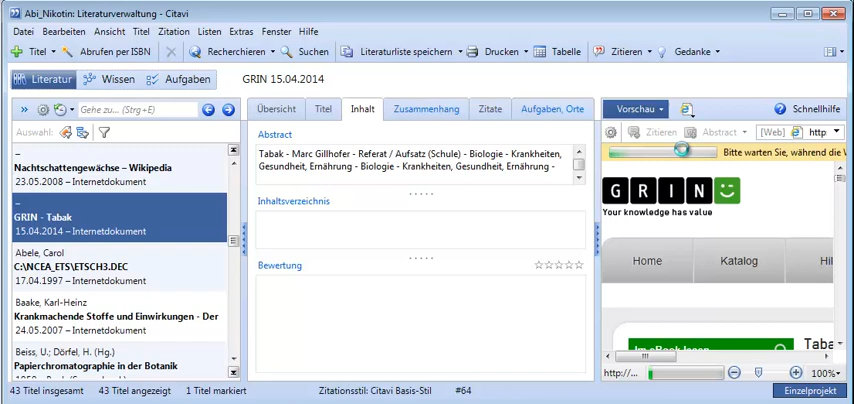 Abi_Nikotin: Literaturverwaltung - Citavi
Datei Bearbeiten Ansicht Titel Zitation Listen Extras Fenster Hilfe
Titel Abrufen per ISBN Recherchieren Suchen Literaturliste speichern Drucken Tabelle Zitieren Gedanke
Literatur Wissen Aufgaben GRIN 15.04.2014
Gehe zu... (Strg+E)
Übersicht Titel Inhalt Zusammenhang Zitate Aufgaben, Orte
Vorschau Schnellhilfe
Auswahl:
Zitieren Abstract [Web] http:
Bitte warten Sie, während die W
–
Nachtschattengewächse – Wikipedia
23.05.2008 – Internetdokument
–
GRIN - Tabak
15.04.2014 – Internetdokument
Abele, Carol
C:\NCEA_ETS\ETSCH3.DEC
17.04.1997 – Internetdokument
Baake, Karl-Heinz
Krankmachende Stoffe und Einwirkungen - Der
24.05.2007 – Internetdokument
Beiss, U.; Dörfel, H. (Hg.)
Papierchromatographie in der Botanik
Abstract
Tabak - Marc Gillhofer - Referat / Aufsatz (Schule) - Biologie - Krankheiten,
Gesundheit, Ernährung - Biologie - Krankheiten, Gesundheit, Ernährung -
Inhaltsverzeichnis
Bewertung
GRIN
Your knowledge has value
Home Katalog Hil
Im eBook lesen Taba
http:/... 100%
43 Titel insgesamt 43 Titel angezeigt 1 Titel markiert Zitationsstil: Citavi Basis-Stil #64 Einzelprojekt